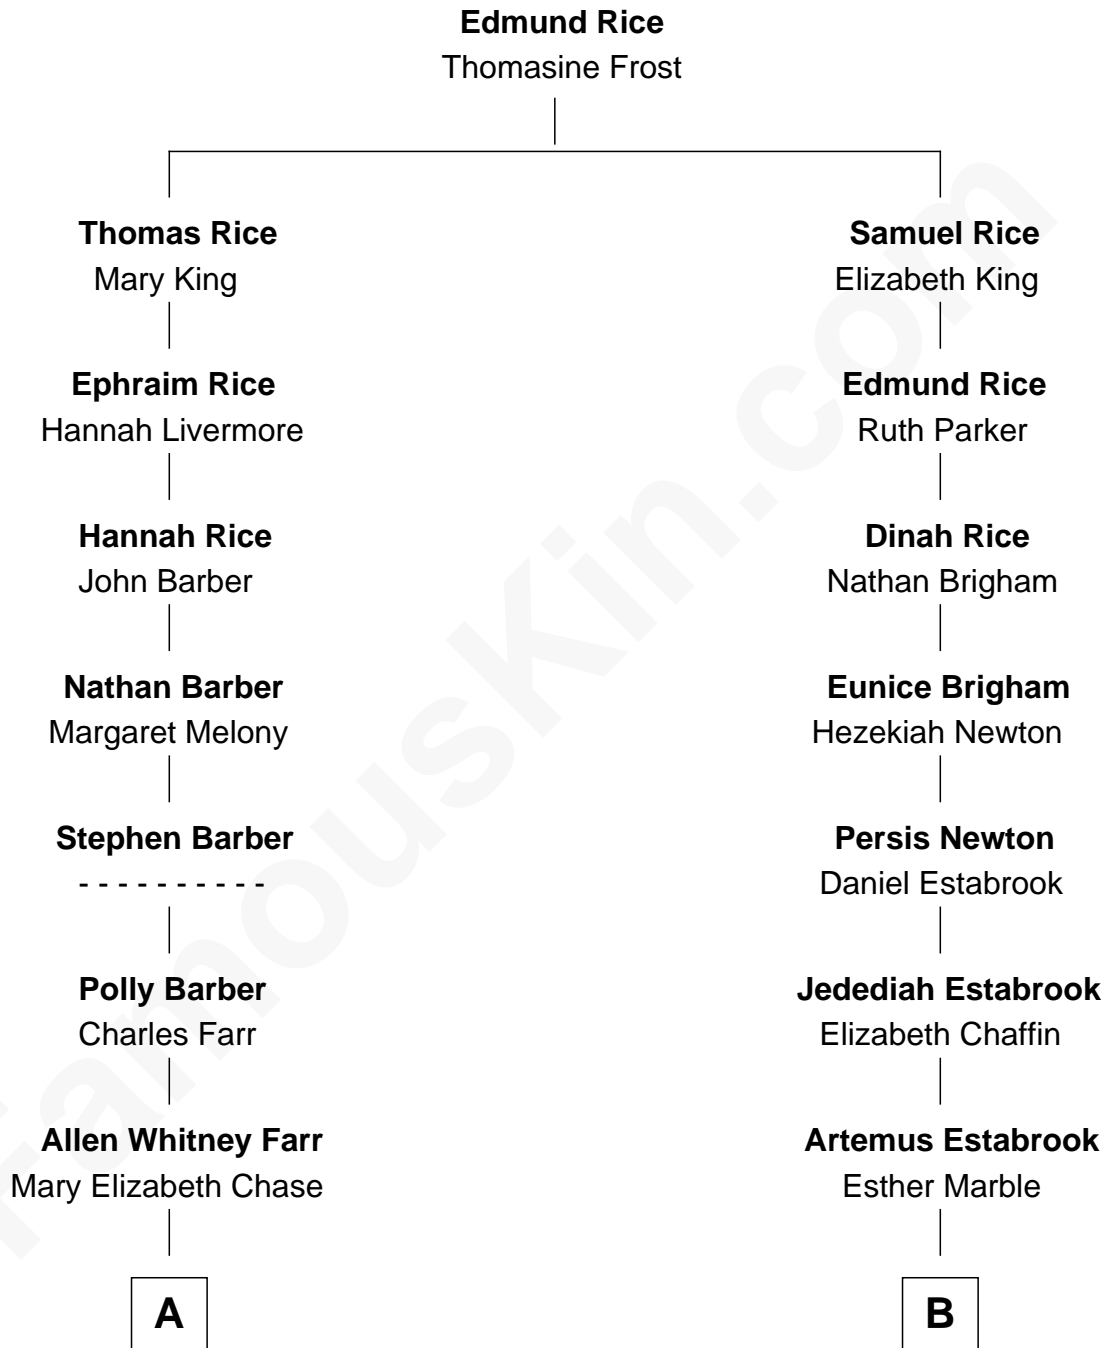 Edmund Rice
Thomasine Frost
Thomas Rice
Mary King
Samuel Rice
Elizabeth King
Ephraim Rice
Hannah Livermore
Edmund Rice
Ruth Parker
Hannah Rice
John Barber
Dinah Rice
Nathan Brigham
Nathan Barber
Margaret Melony
Eunice Brigham
Hezekiah Newton
Stephen Barber
- - - - - - - - - -
Persis Newton
Daniel Estabrook
Polly Barber
Charles Farr
Jedediah Estabrook
Elizabeth Chaffin
Allen Whitney Farr
Mary Elizabeth Chase
Artemus Estabrook
Esther Marble
A
B
FamousKin.com